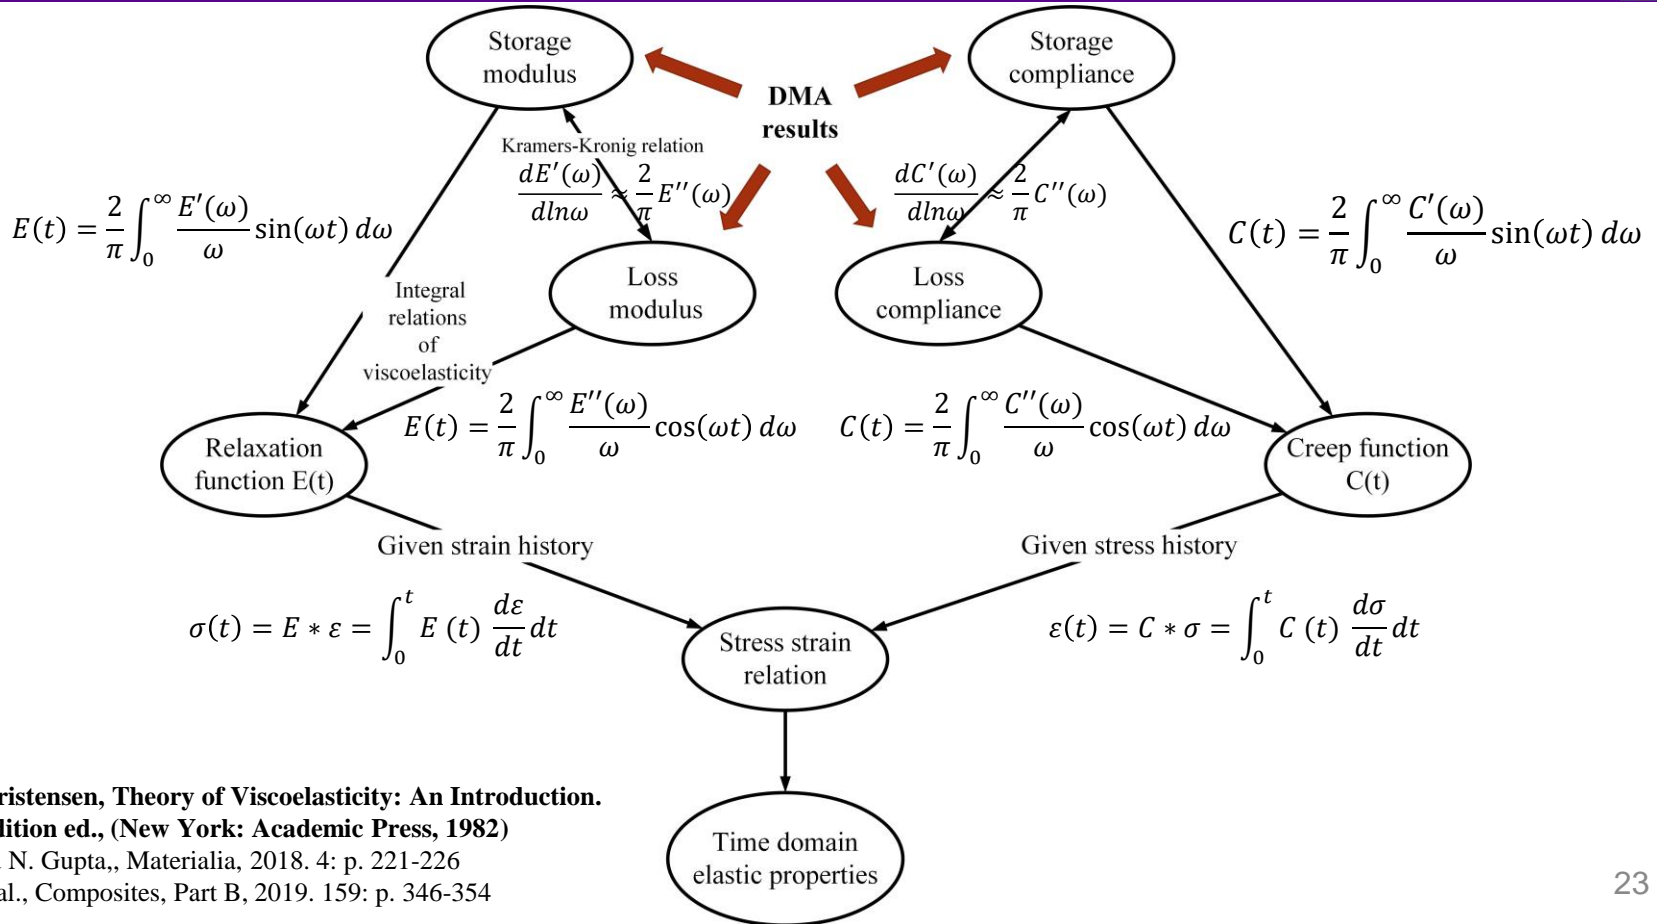 Storage
modulus
Storage
compliance
DMA
results
Kramers-Kronig relation
dE′(ω)/dlnω ≈ 2/π E′′(ω)
dC′(ω)/dlnω ≈ 2/π C′′(ω)
E(t) = 2/π ∫₀^∞ E′(ω)/ω sin(ωt) dω
C(t) = 2/π ∫₀^∞ C′(ω)/ω sin(ωt) dω
Loss
modulus
Loss
compliance
Integral
relations
of
viscoelasticity
E(t) = 2/π ∫₀^∞ E′′(ω)/ω cos(ωt) dω
C(t) = 2/π ∫₀^∞ C′′(ω)/ω cos(ωt) dω
Relaxation
function E(t)
Creep function
C(t)
Given strain history
Given stress history
σ(t) = E ∗ ε = ∫₀^t E (t) dε/dt dt
ε(t) = C ∗ σ = ∫₀^t C (t) dσ/dt dt
Stress strain
relation
Time domain
elastic properties
ristensen, Theory of Viscoelasticity: An Introduction.
dition ed., (New York: Academic Press, 1982)
N. Gupta,, Materialia, 2018. 4: p. 221-226
al., Composites, Part B, 2019. 159: p. 346-354
23